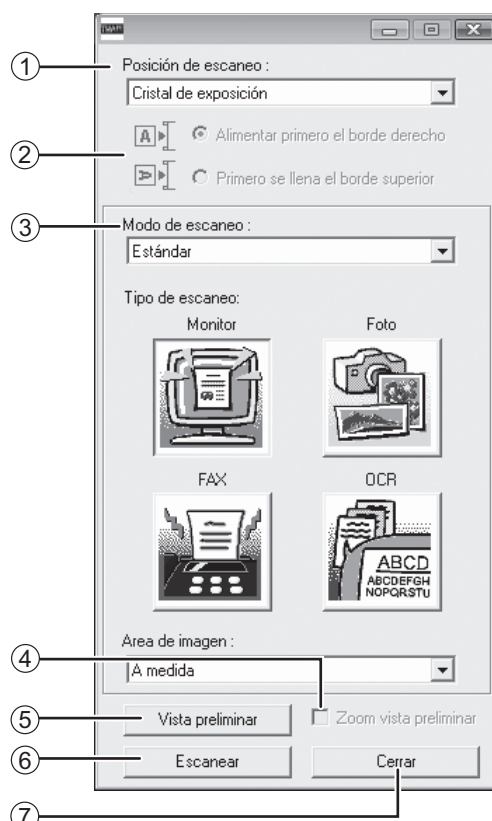 ① Posición de escaneo :
Cristal de exposición
② Alimentar primero el borde derecho
Primero se llena el borde superior
③ Modo de escaneo :
Estándar
Tipo de escaneo:
Monitor Foto
FAX OCR
ABCD
ABCDEFGH
NOPQRSTU
Area de imagen :
A medida
④ Zoom vista preliminar
⑤ Vista preliminar
⑥ Escanear
Cerrar
⑦